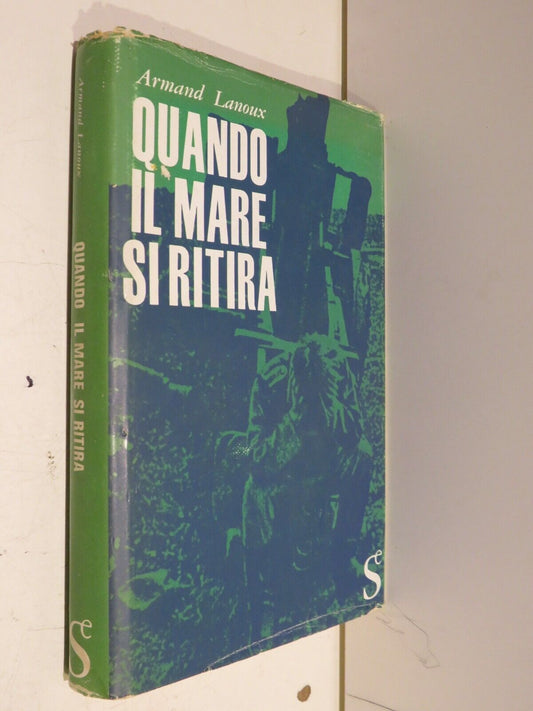 Armand Lanoux
QUANDO
IL MARE
SI RITIRA
Se
Armand Lanoux
QUANDO IL MARE SI RITIRA
Se